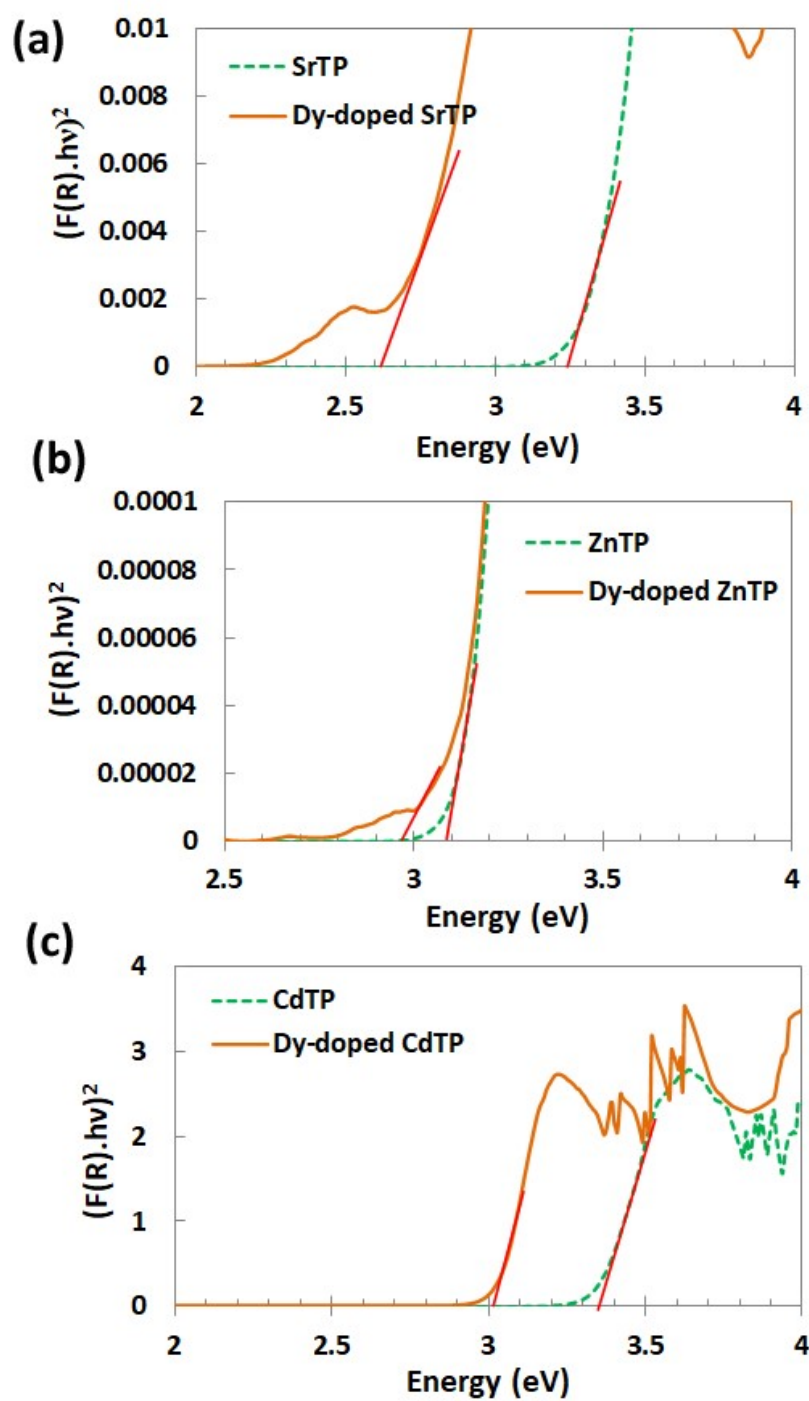 (a)
0.01
0.008
0.006
0.004
0.002
0
(F(R).hν)²
SrTP
Dy-doped SrTP
2
2.5
3
3.5
4
Energy (eV)
(b)
0.0001
0.00008
0.00006
0.00004
0.00002
0
(F(R).hν)²
ZnTP
Dy-doped ZnTP
2.5
3
3.5
4
Energy (eV)
(c)
4
3
2
1
0
(F(R).hν)²
CdTP
Dy-doped CdTP
2
2.5
3
3.5
4
Energy (eV)